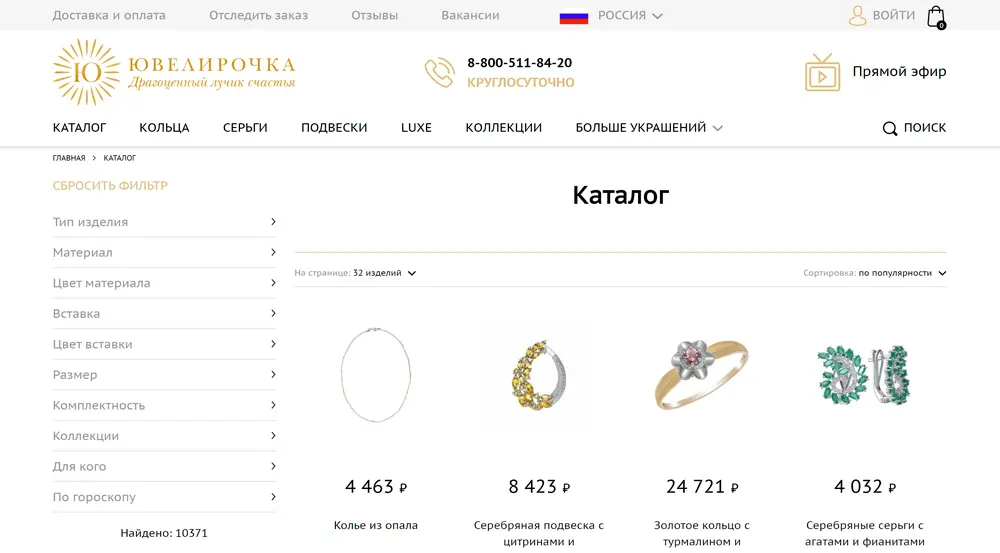 Доставка и оплата Отследить заказ Отзывы Вакансии РОССИЯ ВОЙТИ 0
Ю ЮВЕЛИРОЧКА
Драгоценный лучик счастья
8-800-511-84-20
КРУГЛОСУТОЧНО
Прямой эфир
КАТАЛОГ КОЛЬЦА СЕРЬГИ ПОДВЕСКИ LUXE КОЛЛЕКЦИИ БОЛЬШЕ УКРАШЕНИЙ ПОИСК
ГЛАВНАЯ > КАТАЛОГ
СБРОСИТЬ ФИЛЬТР
Тип изделия
Материал
Цвет материала
Вставка
Цвет вставки
Размер
Комплектность
Коллекции
Для кого
По гороскопу
Найдено: 10371
Каталог
На странице: 32 изделий Сортировка: по популярности
4 463 ₽ 8 423 ₽ 24 721 ₽ 4 032 ₽
Колье из опала Серебряная подвеска с Золотое кольцо с Серебряные серьги с
цитринами и турмалином и агатами и фианитами